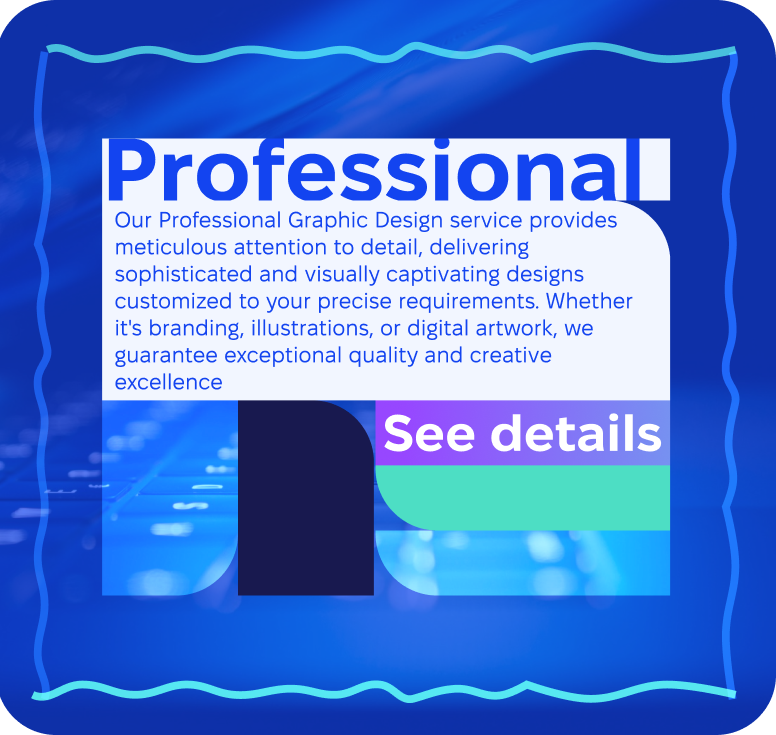 Professional
Our Professional Graphic Design service provides
meticulous attention to detail, delivering
sophisticated and visually captivating designs
customized to your precise requirements. Whether
it's branding, illustrations, or digital artwork, we
guarantee exceptional quality and creative
excellence
See details